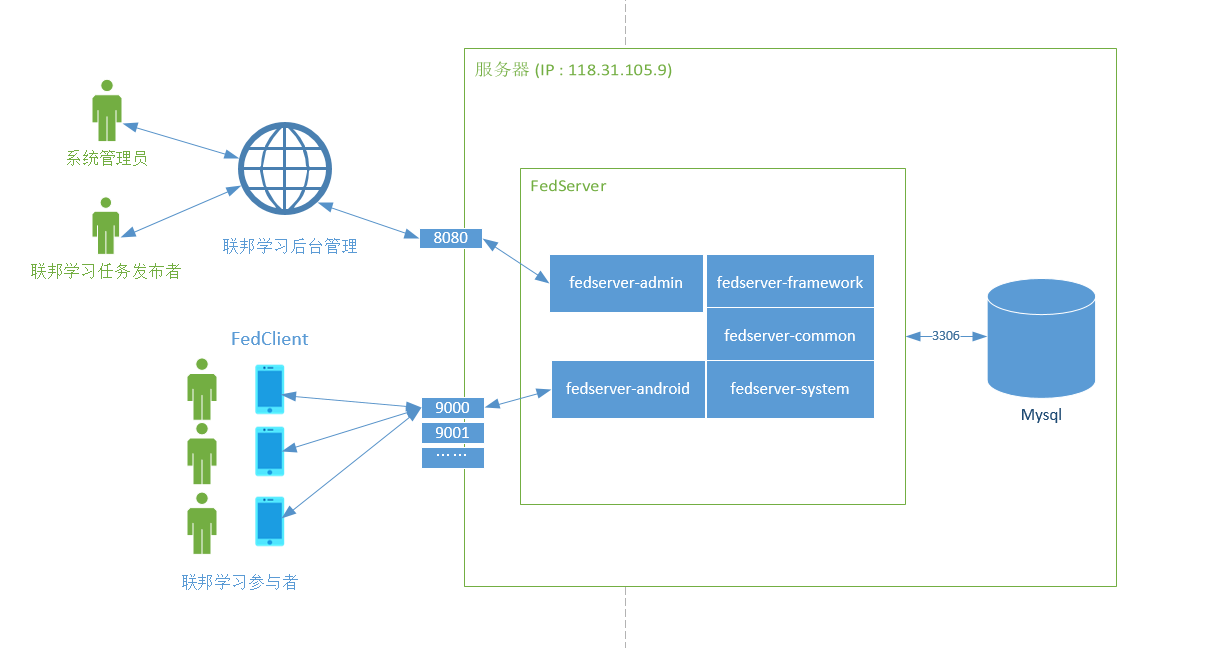 服务器 (IP : 118.31.105.9)
系统管理员
FedServer
8080
联邦学习后台管理
联邦学习任务发布者
fedserver-admin
fedserver-framework
FedClient
fedserver-common
3306
fedserver-android
fedserver-system
9000
Mysql
9001
……
联邦学习参与者